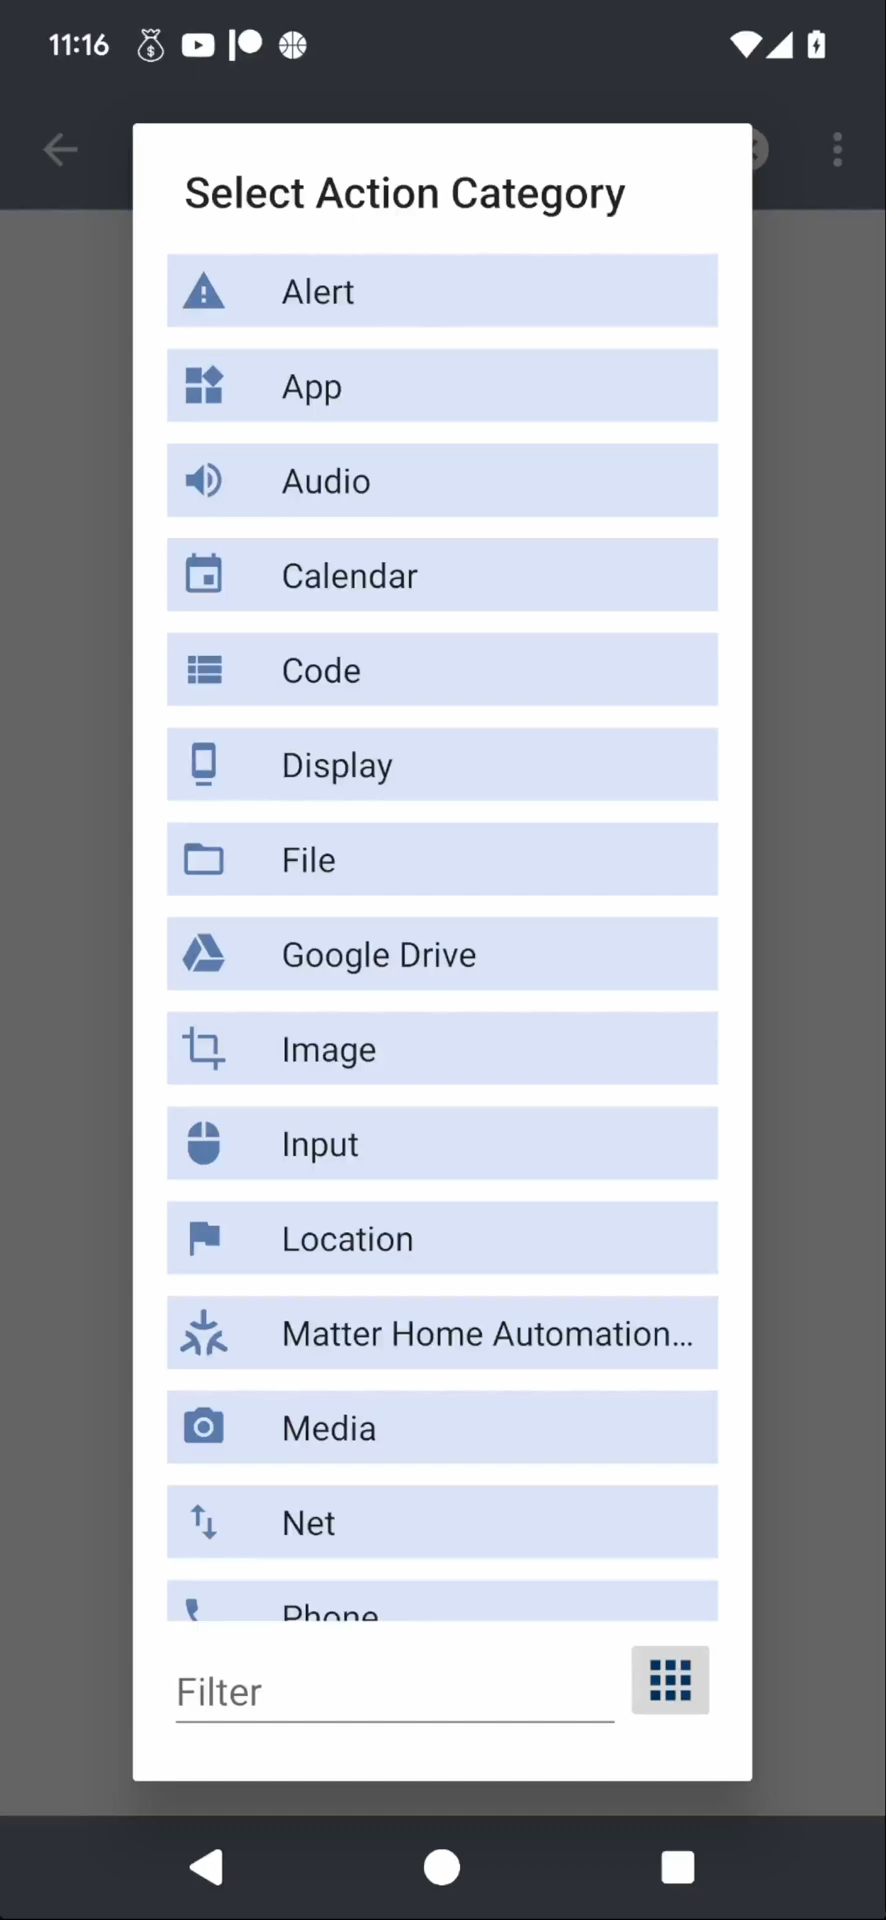 11:16
Select Action Category
Alert
App
Audio
Calendar
Code
Display
File
Google Drive
Image
Input
Location
Matter Home Automation...
Media
Net
Phone
Filter